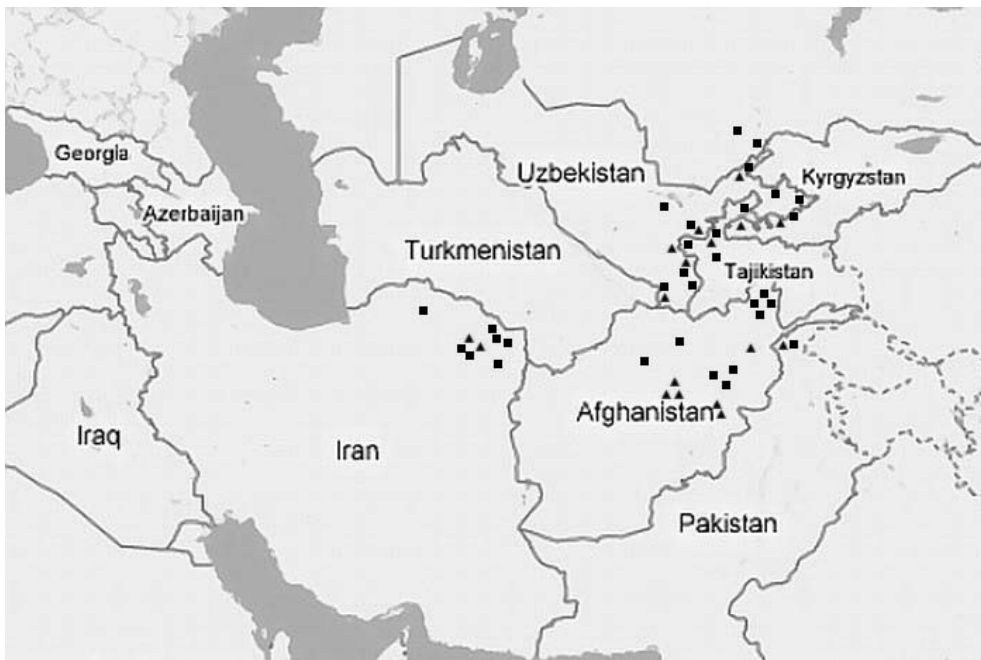 Georgia
Azerbaijan
Uzbekistan
Kyrgyzstan
Turkmenistan
Tajikistan
Iraq
Iran
Afghanistan
Pakistan